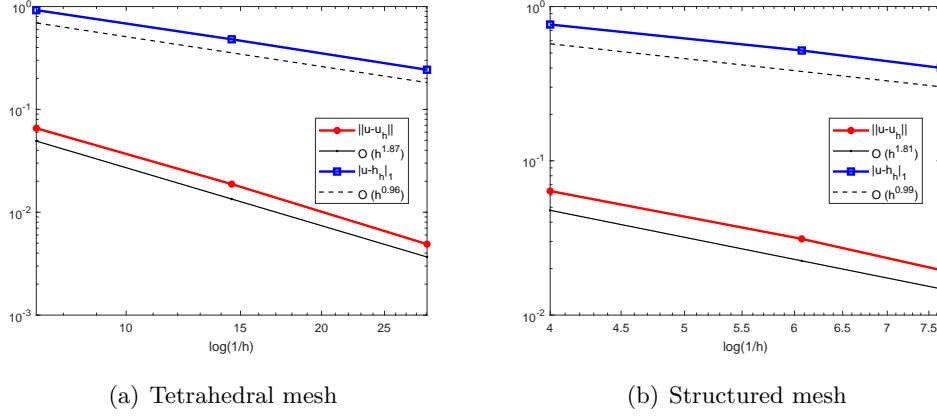 10^0
10^-1
10^-2
10^-3
10 15 20 25
log(1/h)
||u-u_h||
O (h^1.87)
|u-h_h|_1
O (h^0.96)
(a) Tetrahedral mesh
10^0
10^-1
10^-2
4 4.5 5 5.5 6 6.5 7 7.5
log(1/h)
||u-u_h||
O (h^1.81)
|u-h_h|_1
O (h^0.99)
(b) Structured mesh